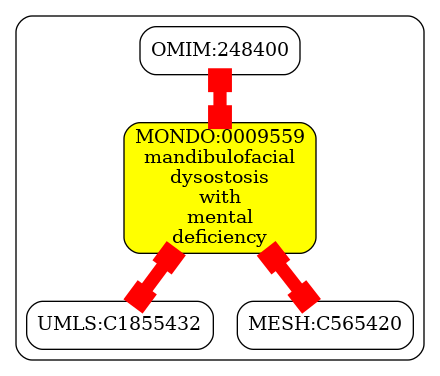 OMIM:248400
MONDO:0009559
mandibulofacial
dysostosis
with
mental
deficiency
UMLS:C1855432
MESH:C565420